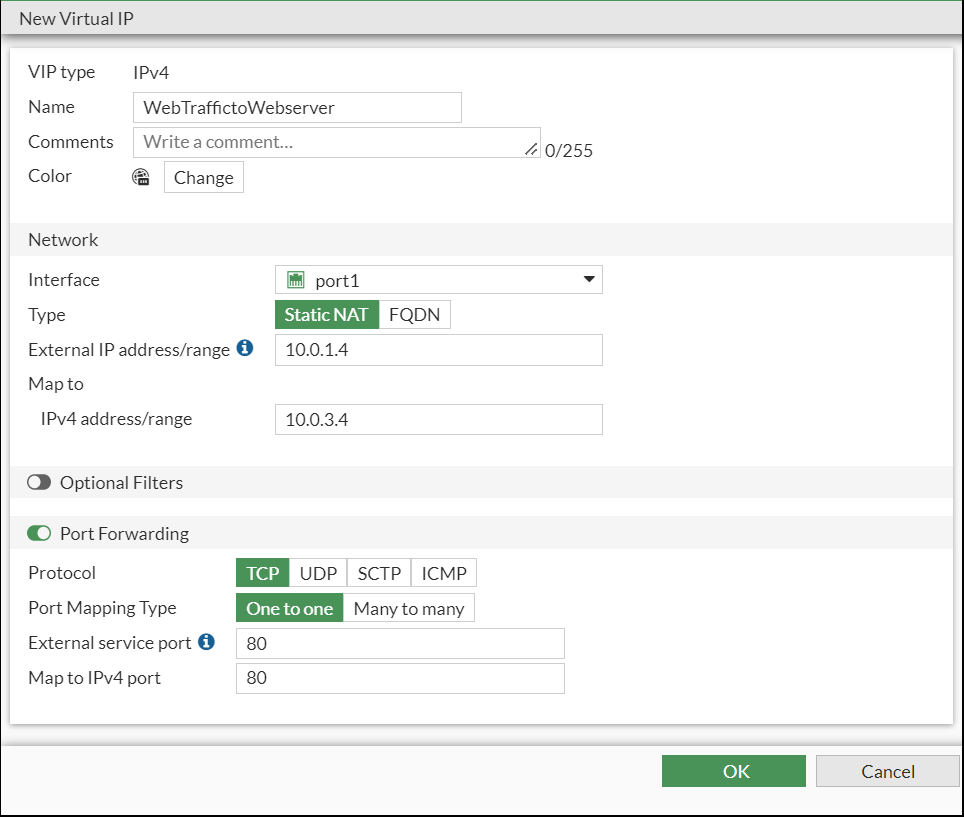 New Virtual IP
VIP type IPv4
Name WebTraffictoWebserver
Comments Write a comment... 0/255
Color Change
Network
Interface port1
Type Static NAT FQDN
External IP address/range 10.0.1.4
Map to
IPv4 address/range 10.0.3.4
Optional Filters
Port Forwarding
Protocol TCP UDP SCTP ICMP
Port Mapping Type One to one Many to many
External service port 80
Map to IPv4 port 80
OK Cancel